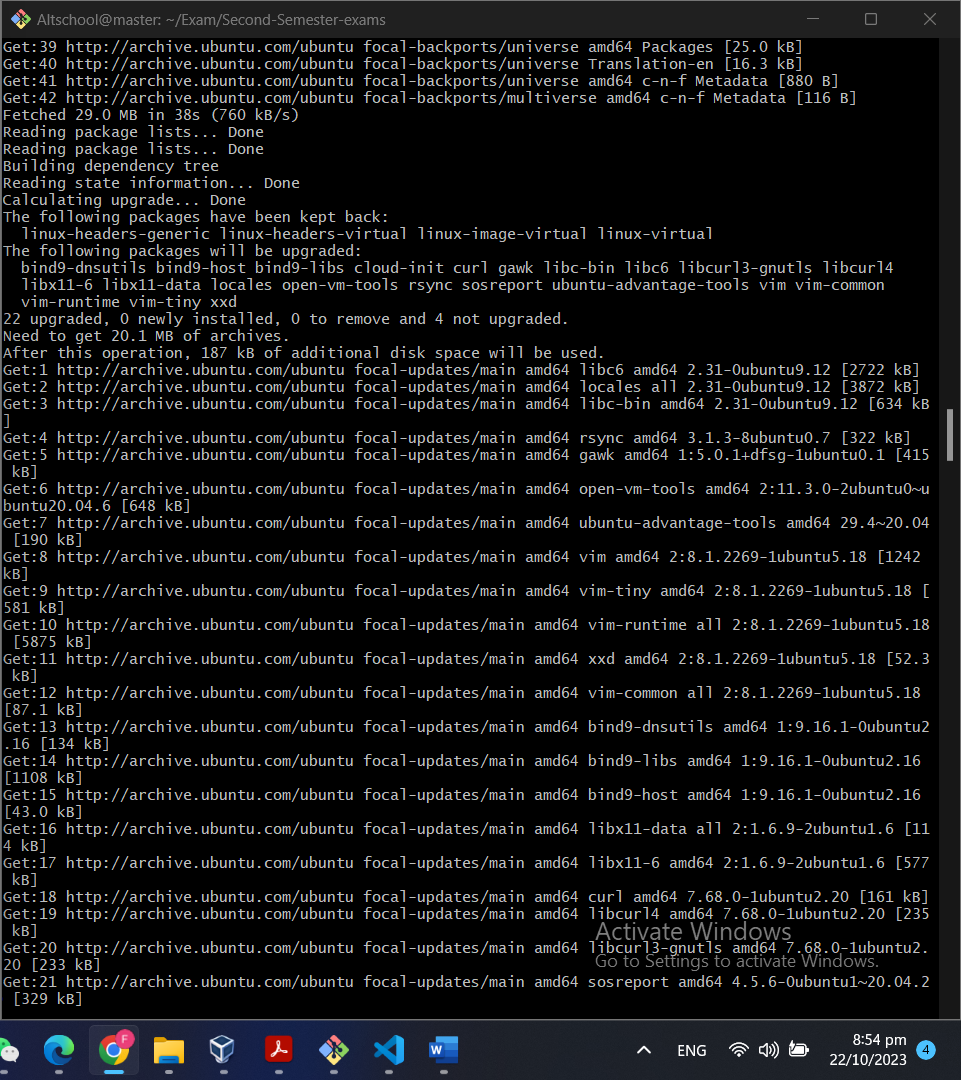 Altschool@master: ~/Exam/Second-Semester-exams
Get:39 http://archive.ubuntu.com/ubuntu focal-backports/universe amd64 Packages [25.0 kB]
Get:40 http://archive.ubuntu.com/ubuntu focal-backports/universe Translation-en [16.3 kB]
Get:41 http://archive.ubuntu.com/ubuntu focal-backports/universe amd64 c-n-f Metadata [880 B]
Get:42 http://archive.ubuntu.com/ubuntu focal-backports/multiverse amd64 c-n-f Metadata [116 B]
Fetched 29.0 MB in 38s (760 kB/s)
Reading package lists... Done
Reading package lists... Done
Building dependency tree
Reading state information... Done
Calculating upgrade... Done
The following packages have been kept back:
linux-headers-generic linux-headers-virtual linux-image-virtual linux-virtual
The following packages will be upgraded:
bind9-dnsutils bind9-host bind9-libs cloud-init curl gawk libc-bin libc6 libcurl3-gnutls libcurl4
libx11-6 libx11-data locales open-vm-tools rsync sosreport ubuntu-advantage-tools vim vim-common
vim-runtime vim-tiny xxd
22 upgraded, 0 newly installed, 0 to remove and 4 not upgraded.
Need to get 20.1 MB of archives.
After this operation, 187 kB of additional disk space will be used.
Get:1 http://archive.ubuntu.com/ubuntu focal-updates/main amd64 libc6 amd64 2.31-0ubuntu9.12 [2722 kB]
Get:2 http://archive.ubuntu.com/ubuntu focal-updates/main amd64 locales all 2.31-0ubuntu9.12 [3872 kB]
Get:3 http://archive.ubuntu.com/ubuntu focal-updates/main amd64 libc-bin amd64 2.31-0ubuntu9.12 [634 kB
]
Get:4 http://archive.ubuntu.com/ubuntu focal-updates/main amd64 rsync amd64 3.1.3-8ubuntu0.7 [322 kB]
Get:5 http://archive.ubuntu.com/ubuntu focal-updates/main amd64 gawk amd64 1:5.0.1+dfsg-1ubuntu0.1 [415
kB]
Get:6 http://archive.ubuntu.com/ubuntu focal-updates/main amd64 open-vm-tools amd64 2:11.3.0-2ubuntu0~u
buntu20.04.6 [648 kB]
Get:7 http://archive.ubuntu.com/ubuntu focal-updates/main amd64 ubuntu-advantage-tools amd64 29.4~20.04
[190 kB]
Get:8 http://archive.ubuntu.com/ubuntu focal-updates/main amd64 vim amd64 2:8.1.2269-1ubuntu5.18 [1242
kB]
Get:9 http://archive.ubuntu.com/ubuntu focal-updates/main amd64 vim-tiny amd64 2:8.1.2269-1ubuntu5.18 [
581 kB]
Get:10 http://archive.ubuntu.com/ubuntu focal-updates/main amd64 vim-runtime all 2:8.1.2269-1ubuntu5.18
[5875 kB]
Get:11 http://archive.ubuntu.com/ubuntu focal-updates/main amd64 xxd amd64 2:8.1.2269-1ubuntu5.18 [52.3
kB]
Get:12 http://archive.ubuntu.com/ubuntu focal-updates/main amd64 vim-common all 2:8.1.2269-1ubuntu5.18
[87.1 kB]
Get:13 http://archive.ubuntu.com/ubuntu focal-updates/main amd64 bind9-dnsutils amd64 1:9.16.1-0ubuntu2
.16 [134 kB]
Get:14 http://archive.ubuntu.com/ubuntu focal-updates/main amd64 bind9-libs amd64 1:9.16.1-0ubuntu2.16
[1108 kB]
Get:15 http://archive.ubuntu.com/ubuntu focal-updates/main amd64 bind9-host amd64 1:9.16.1-0ubuntu2.16
[43.0 kB]
Get:16 http://archive.ubuntu.com/ubuntu focal-updates/main amd64 libx11-data all 2:1.6.9-2ubuntu1.6 [11
4 kB]
Get:17 http://archive.ubuntu.com/ubuntu focal-updates/main amd64 libx11-6 amd64 2:1.6.9-2ubuntu1.6 [577
kB]
Get:18 http://archive.ubuntu.com/ubuntu focal-updates/main amd64 curl amd64 7.68.0-1ubuntu2.20 [161 kB]
Get:19 http://archive.ubuntu.com/ubuntu focal-updates/main amd64 libcurl4 amd64 7.68.0-1ubuntu2.20 [235
kB]
Activate Windows
Get:20 http://archive.ubuntu.com/ubuntu focal-updates/main amd64 libcurl3-gnutls amd64 7.68.0-1ubuntu2.
20 [233 kB]
Go to Settings to activate Windows.
Get:21 http://archive.ubuntu.com/ubuntu focal-updates/main amd64 sosreport amd64 4.5.6-0ubuntu1~20.04.2
[329 kB]
F
W
ENG
8:54 pm
22/10/2023
4